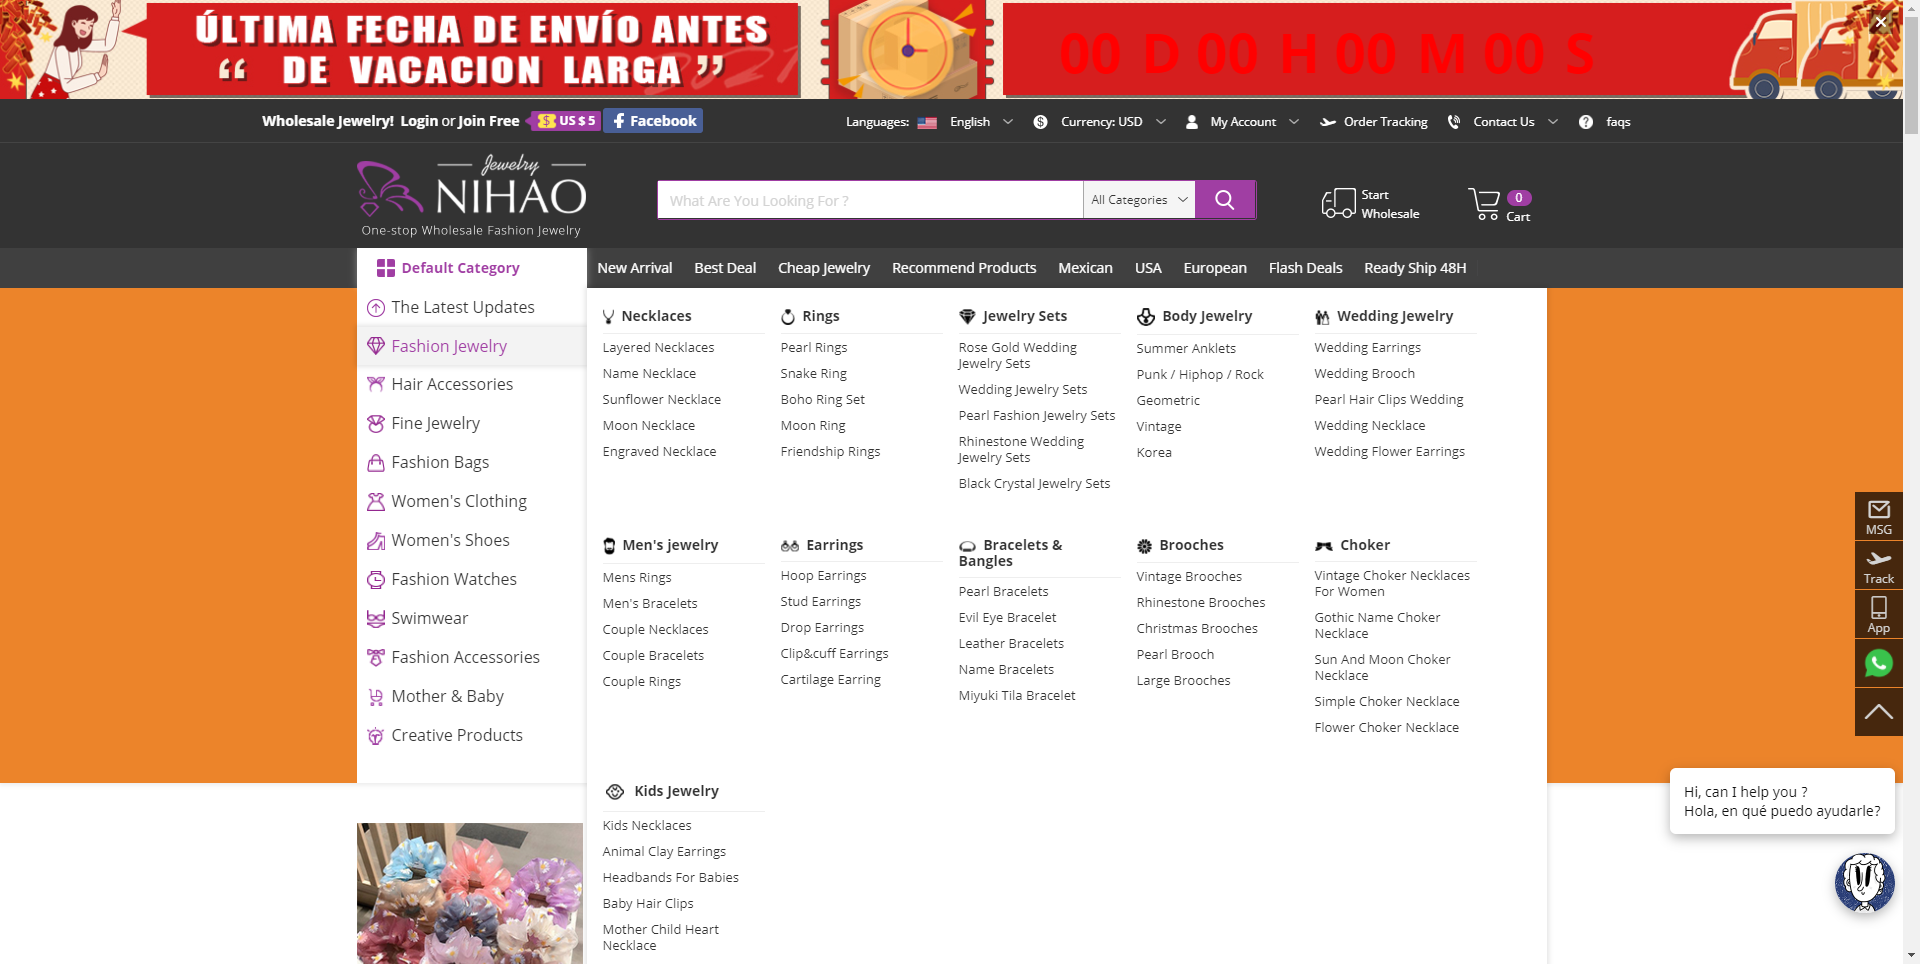 ÚLTIMA FECHA DE ENVÍO ANTES
“ DE VACACION LARGA ”
2021
00 D 00 H 00 M 00 S
Wholesale Jewelry! Login or Join Free $ US $ 5 Facebook
Languages: English Currency: USD My Account Order Tracking Contact Us faqs
Jewelry
NIHAO
One-stop Wholesale Fashion Jewelry
What Are You Looking For ?
All Categories
Start
Wholesale
0
Cart
Default Category
New Arrival Best Deal Cheap Jewelry Recommend Products Mexican USA European Flash Deals Ready Ship 48H
The Latest Updates
Fashion Jewelry
Hair Accessories
Fine Jewelry
Fashion Bags
Women's Clothing
Women's Shoes
Fashion Watches
Swimwear
Fashion Accessories
Mother & Baby
Creative Products
Necklaces
Layered Necklaces
Name Necklace
Sunflower Necklace
Moon Necklace
Engraved Necklace
Rings
Pearl Rings
Snake Ring
Boho Ring Set
Moon Ring
Friendship Rings
Jewelry Sets
Rose Gold Wedding
Jewelry Sets
Wedding Jewelry Sets
Pearl Fashion Jewelry Sets
Rhinestone Wedding
Jewelry Sets
Black Crystal Jewelry Sets
Body Jewelry
Summer Anklets
Punk / Hiphop / Rock
Geometric
Vintage
Korea
Wedding Jewelry
Wedding Earrings
Wedding Brooch
Pearl Hair Clips Wedding
Wedding Necklace
Wedding Flower Earrings
Men's jewelry
Mens Rings
Men's Bracelets
Couple Necklaces
Couple Bracelets
Couple Rings
Earrings
Hoop Earrings
Stud Earrings
Drop Earrings
Clip&cuff Earrings
Cartilage Earring
Bracelets &
Bangles
Pearl Bracelets
Evil Eye Bracelet
Leather Bracelets
Name Bracelets
Miyuki Tila Bracelet
Brooches
Vintage Brooches
Rhinestone Brooches
Christmas Brooches
Pearl Brooch
Large Brooches
Choker
Vintage Choker Necklaces
For Women
Gothic Name Choker
Necklace
Sun And Moon Choker
Necklace
Simple Choker Necklace
Flower Choker Necklace
Kids Jewelry
Kids Necklaces
Animal Clay Earrings
Headbands For Babies
Baby Hair Clips
Mother Child Heart
Necklace
MSG
Track
App
Hi, can I help you ?
Hola, en qué puedo ayudarle?